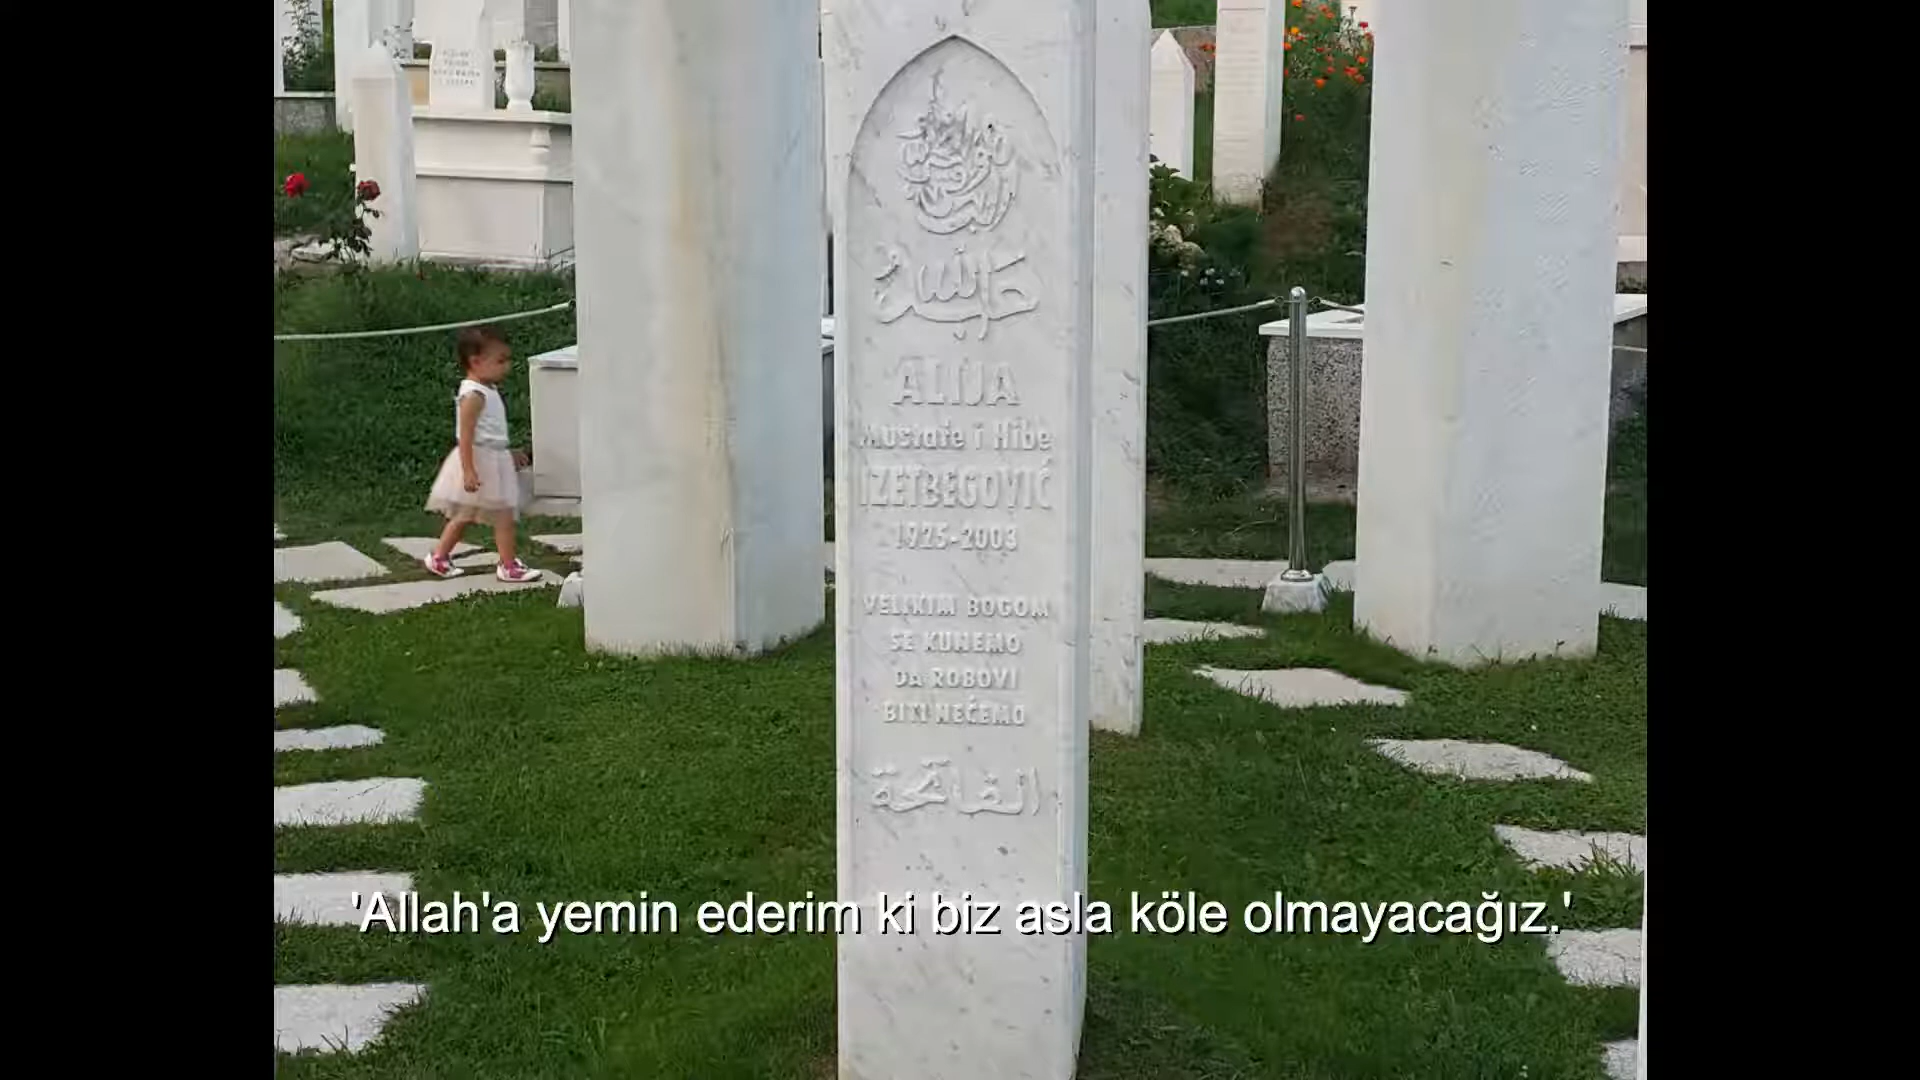 ALIJA
Mustafe i Hibe
IZETBEGOVIĆ
1925-2003
VELIKIM BOGOM
SE KUNEMO
DA ROBOVI
BITI NEĆEMO
الفاتحة
'Allah'a yemin ederim ki biz asla köle olmayacağız.'